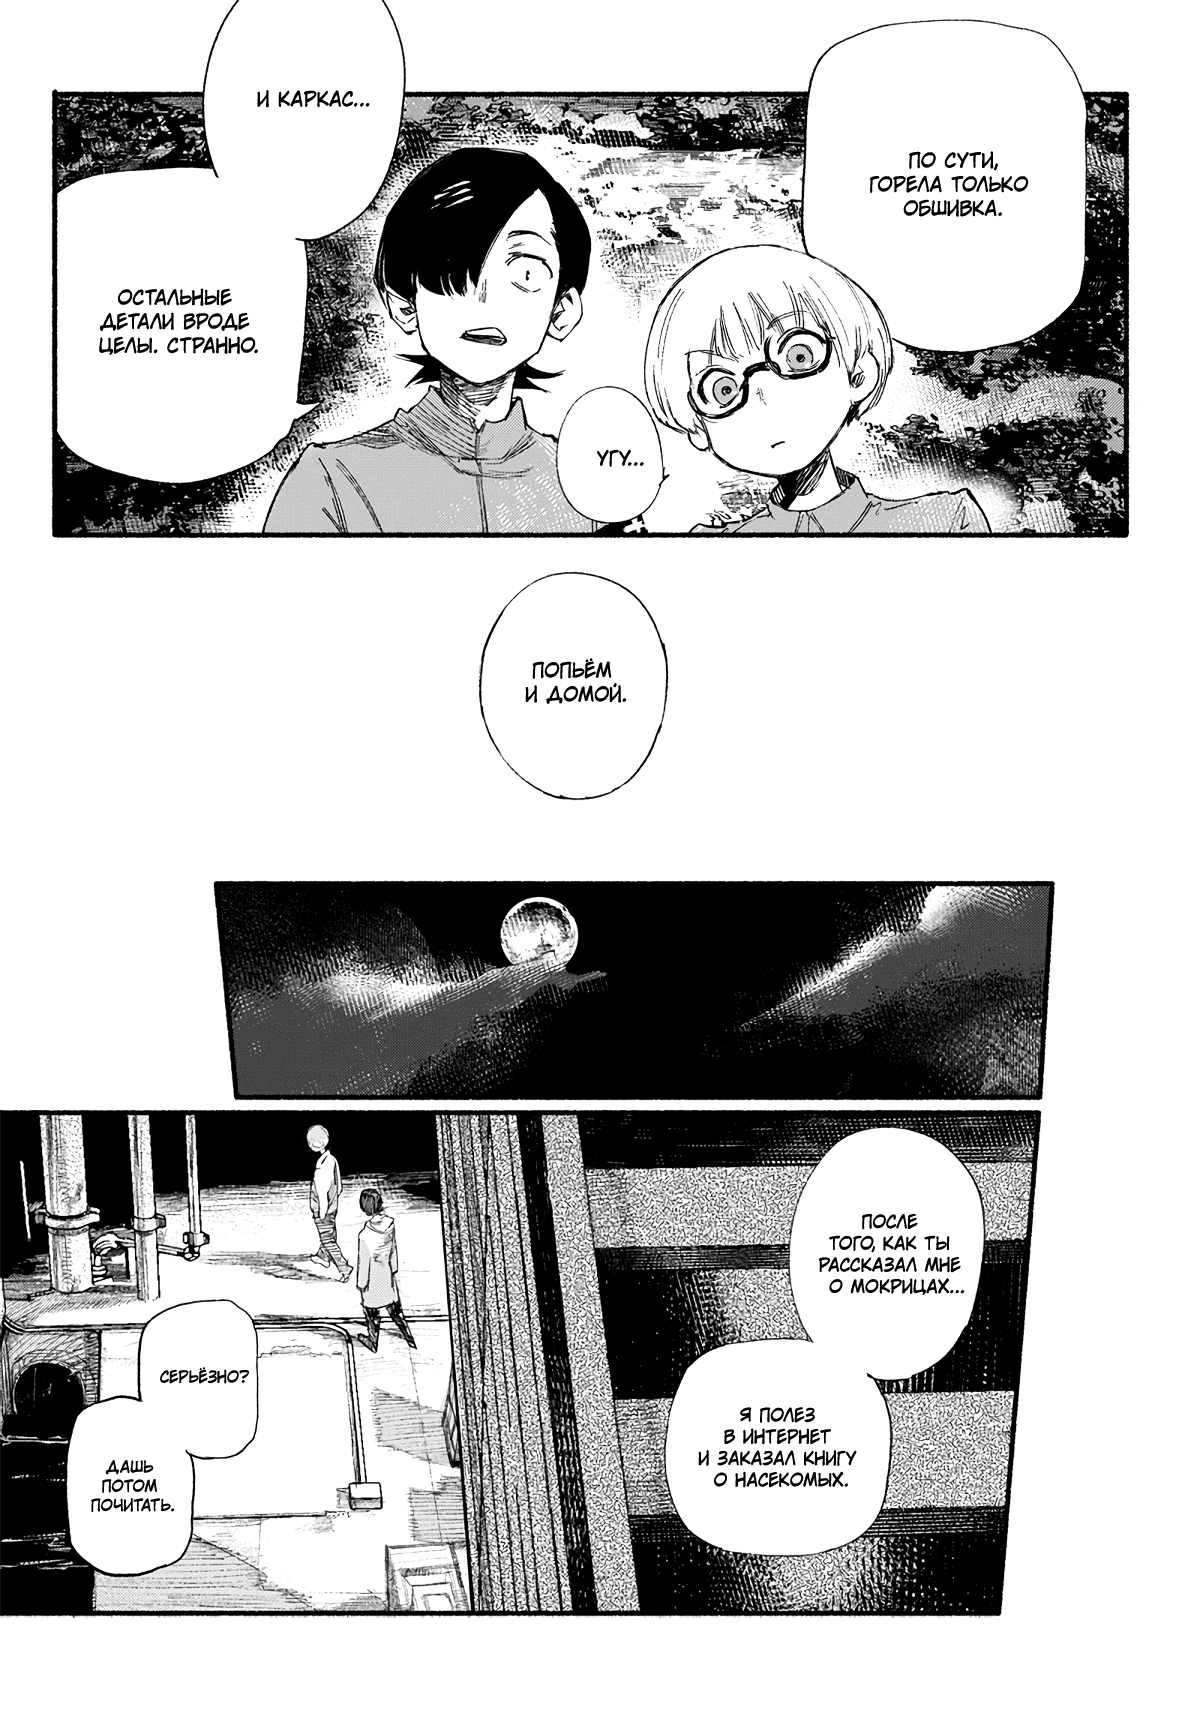 ПО СУТИ,
ГОРЕЛА ТОЛЬКО
ОБШИВКА.
И КАРКАС...
ОСТАЛЬНЫЕ
ДЕТАЛИ ВРОДЕ
ЦЕЛЫ. СТРАННО.
УГУ...
ПОПЬЁМ
И ДОМОЙ.
ПОСЛЕ
ТОГО, КАК ТЫ
РАССКАЗАЛ МНЕ
О МОКРИЦАХ...
Я ПОЛЕЗ
В ИНТЕРНЕТ
И ЗАКАЗАЛ КНИГУ
О НАСЕКОМЫХ.
СЕРЬЁЗНО?
ДАШЬ
ПОТОМ
ПОЧИТАТЬ.